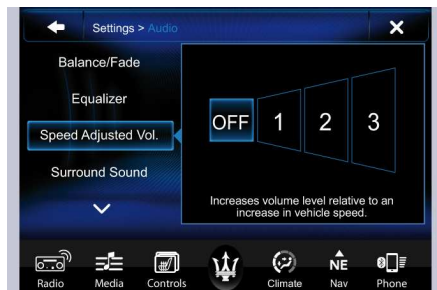 Settings > Audio
Balance/Fade
Equalizer
Speed Adjusted Vol.
Surround Sound
OFF 1 2 3
Increases volume level relative to an
increase in vehicle speed.
NE
Radio Media Controls Climate Nav Phone